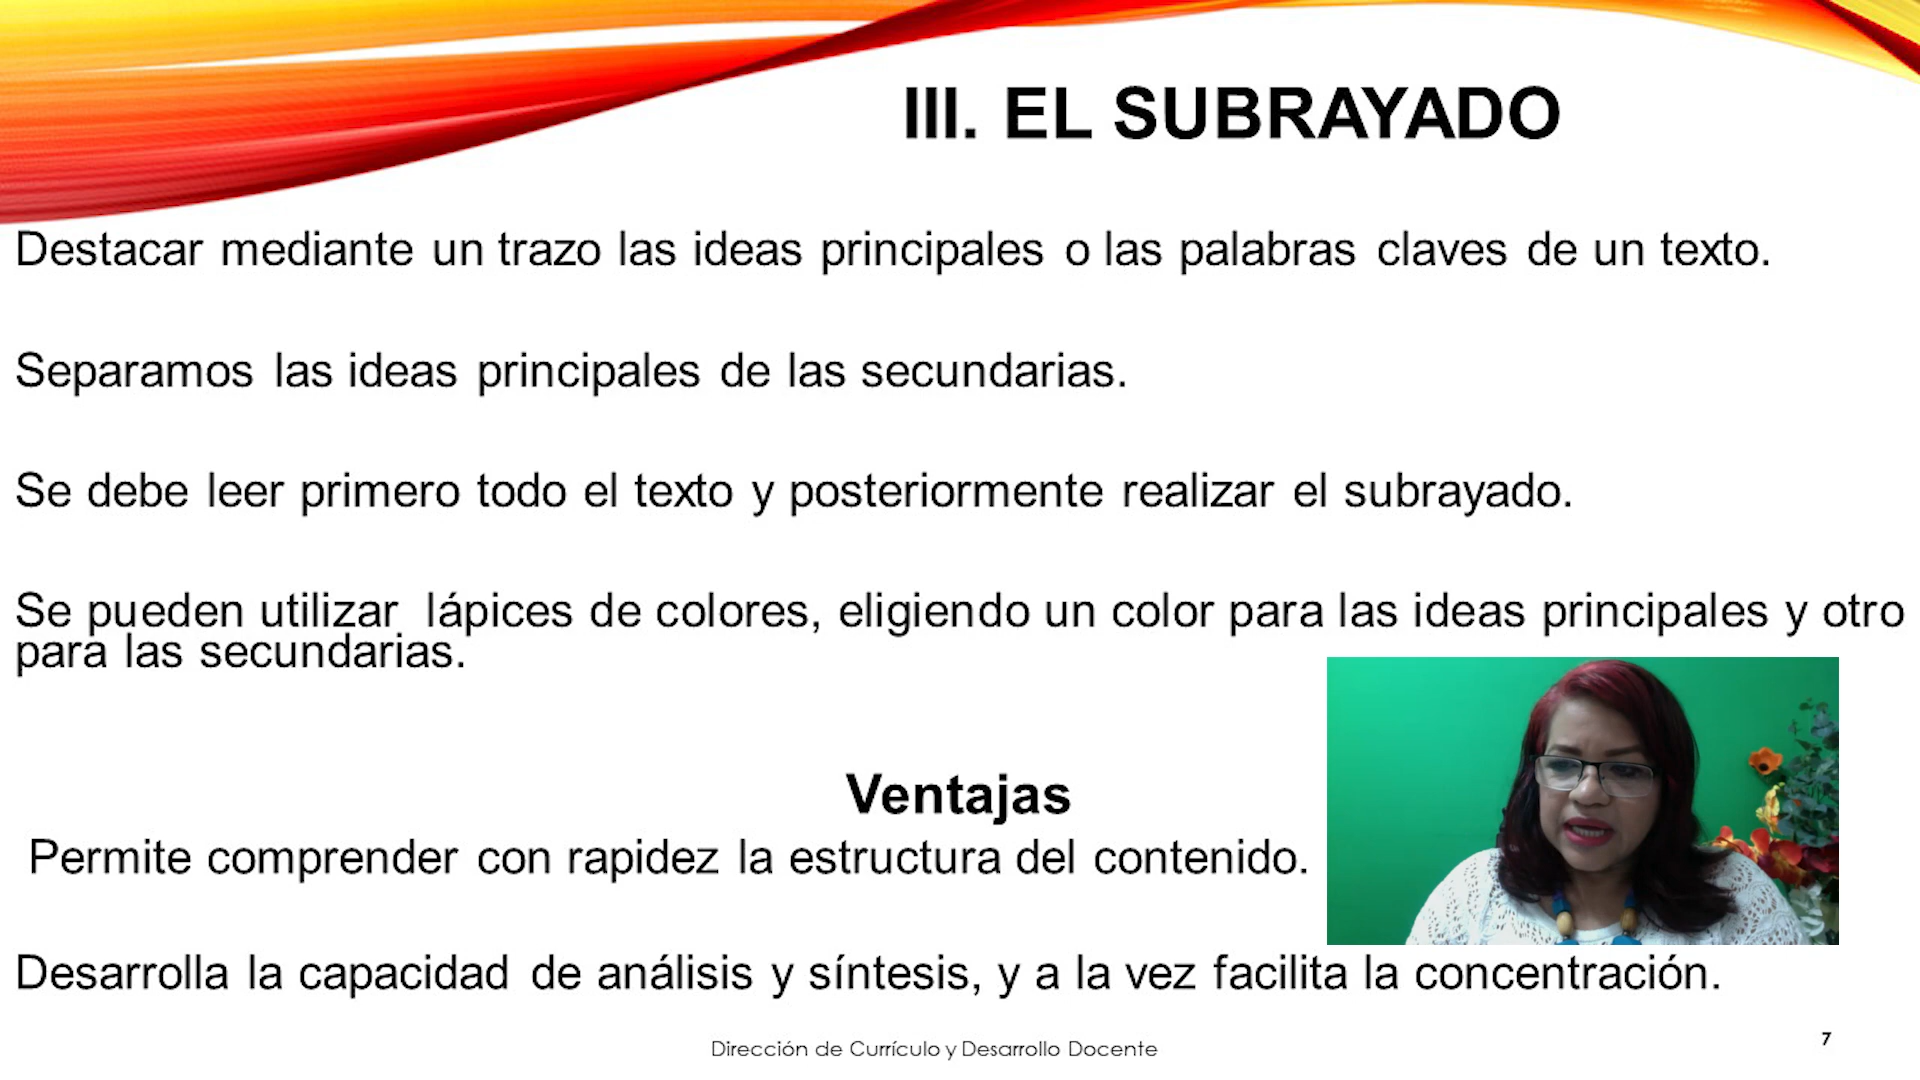 III. EL SUBRAYADO
Destacar mediante un trazo las ideas principales o las palabras claves de un texto.
Separamos las ideas principales de las secundarias.
Se debe leer primero todo el texto y posteriormente realizar el subrayado.
Se pueden utilizar lápices de colores, eligiendo un color para las ideas principales y otro
para las secundarias.
Ventajas
Permite comprender con rapidez la estructura del contenido.
Desarrolla la capacidad de análisis y síntesis, y a la vez facilita la concentración.
Dirección de Currículo y Desarrollo Docente
7